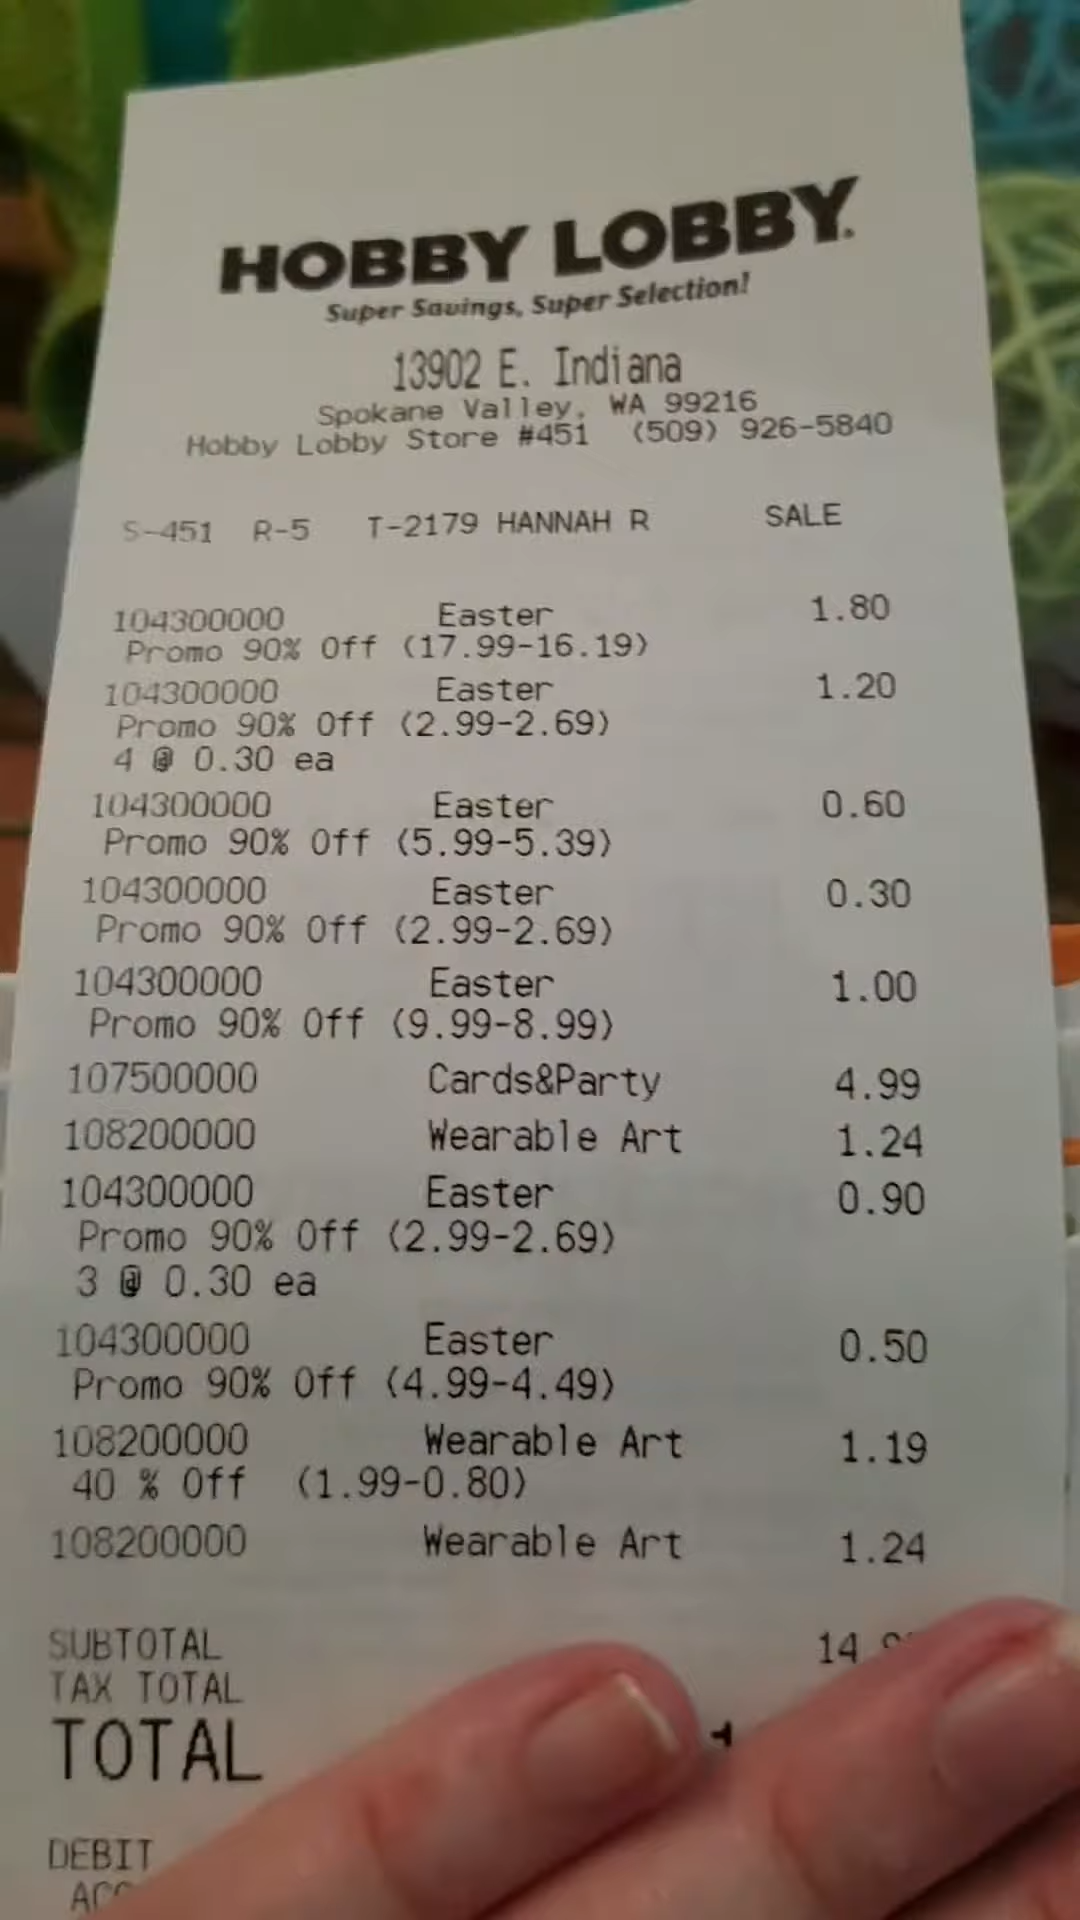 HOBBY LOBBY.
Super Savings, Super Selection!
13902 E. Indiana
Spokane Valley, WA 99216
Hobby Lobby Store #451 (509) 926-5840
S-451 R-5 T-2179 HANNAH R SALE
104300000 Easter 1.80
Promo 90% Off (17.99-16.19)
104300000 Easter 1.20
Promo 90% Off (2.99-2.69)
4 @ 0.30 ea
104300000 Easter 0.60
Promo 90% Off (5.99-5.39)
104300000 Easter 0.30
Promo 90% Off (2.99-2.69)
104300000 Easter 1.00
Promo 90% Off (9.99-8.99)
107500000 Cards&Party 4.99
108200000 Wearable Art 1.24
104300000 Easter 0.90
Promo 90% Off (2.99-2.69)
3 @ 0.30 ea
104300000 Easter 0.50
Promo 90% Off (4.99-4.49)
108200000 Wearable Art 1.19
40 % Off (1.99-0.80)
108200000 Wearable Art 1.24
SUBTOTAL
TAX TOTAL
TOTAL
DEBIT